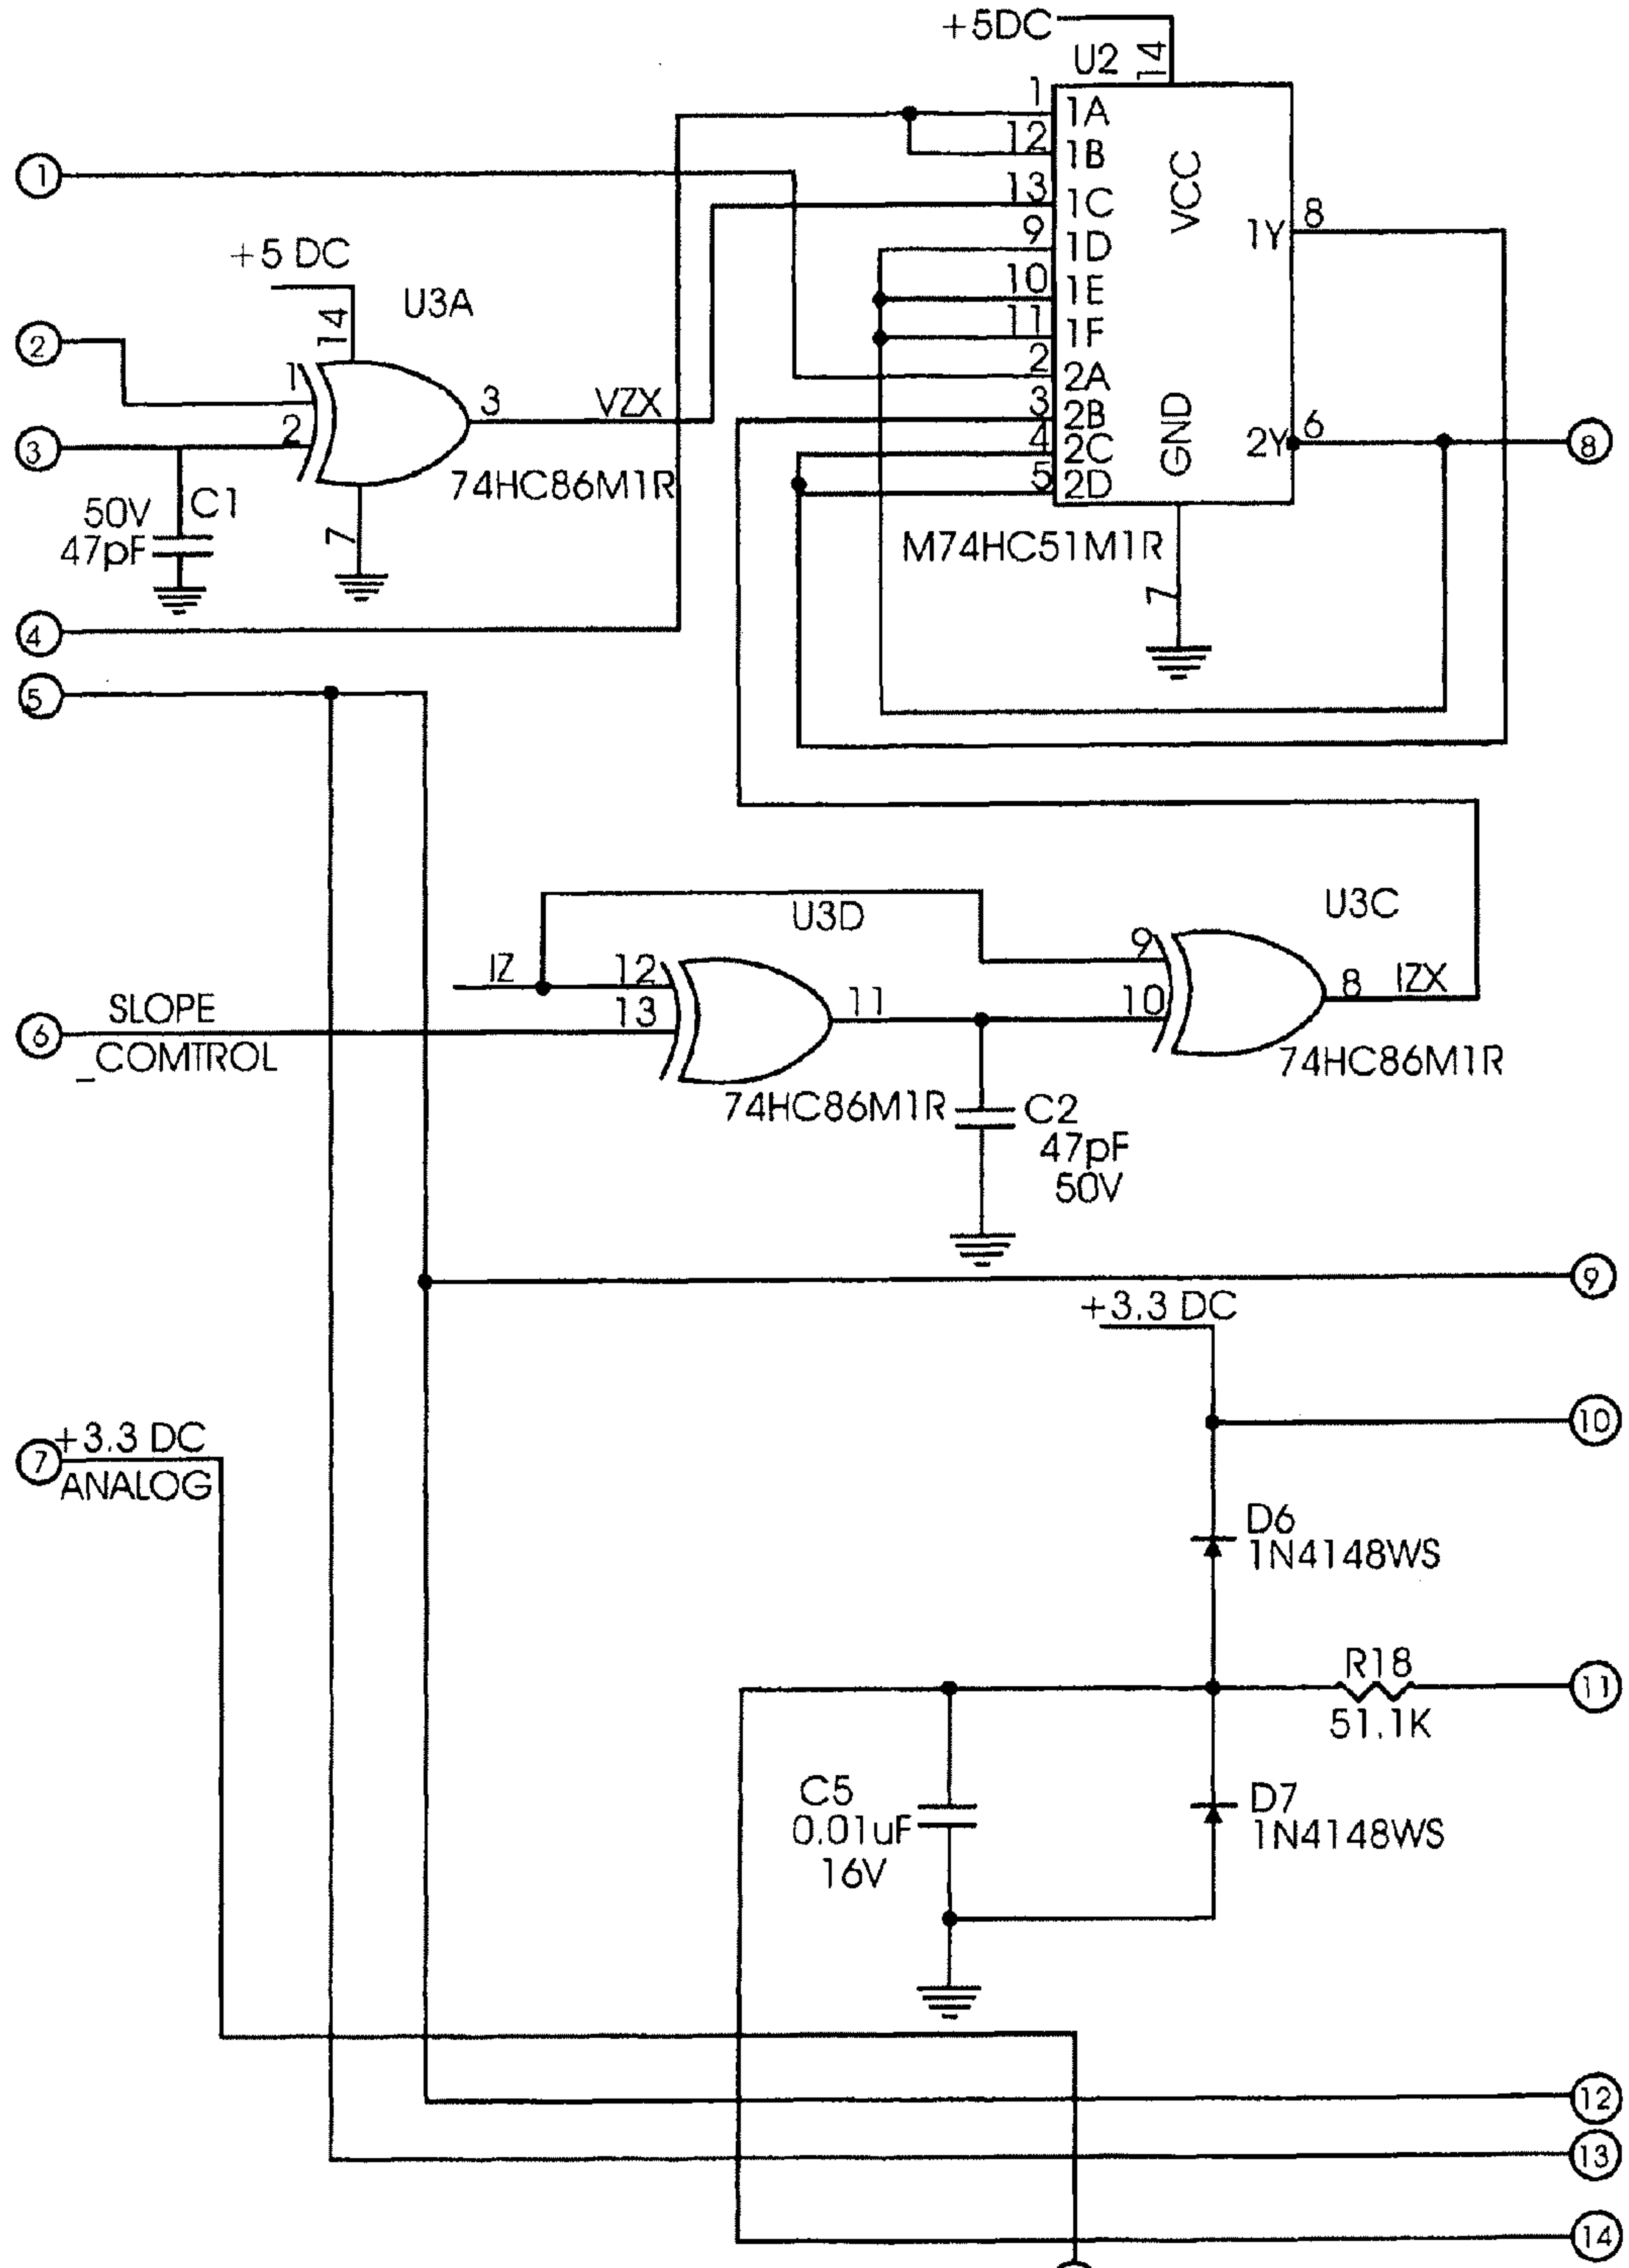 +5DC
U2
14
1
1A
12
1B
13
1C
9
1D
10
1E
11
1F
2
2A
3
2B
4
2C
5
2D
VCC
GND
1Y
8
2Y
6
8
M74HC51M1R
7
1
+5 DC
U3A
14
2
1
3
VZX
3
2
74HC86M1R
50V
C1
47pF
7
4
5
U3D
U3C
IZ
12
9
SLOPE
13
11
10
8
IZX
6
_COMTROL
74HC86M1R
74HC86M1R
C2
47pF
50V
9
+3.3 DC
10
+3.3 DC
7
ANALOG
D6
1N4148WS
R18
11
51.1K
C5
0.01uF
16V
D7
1N4148WS
12
13
14